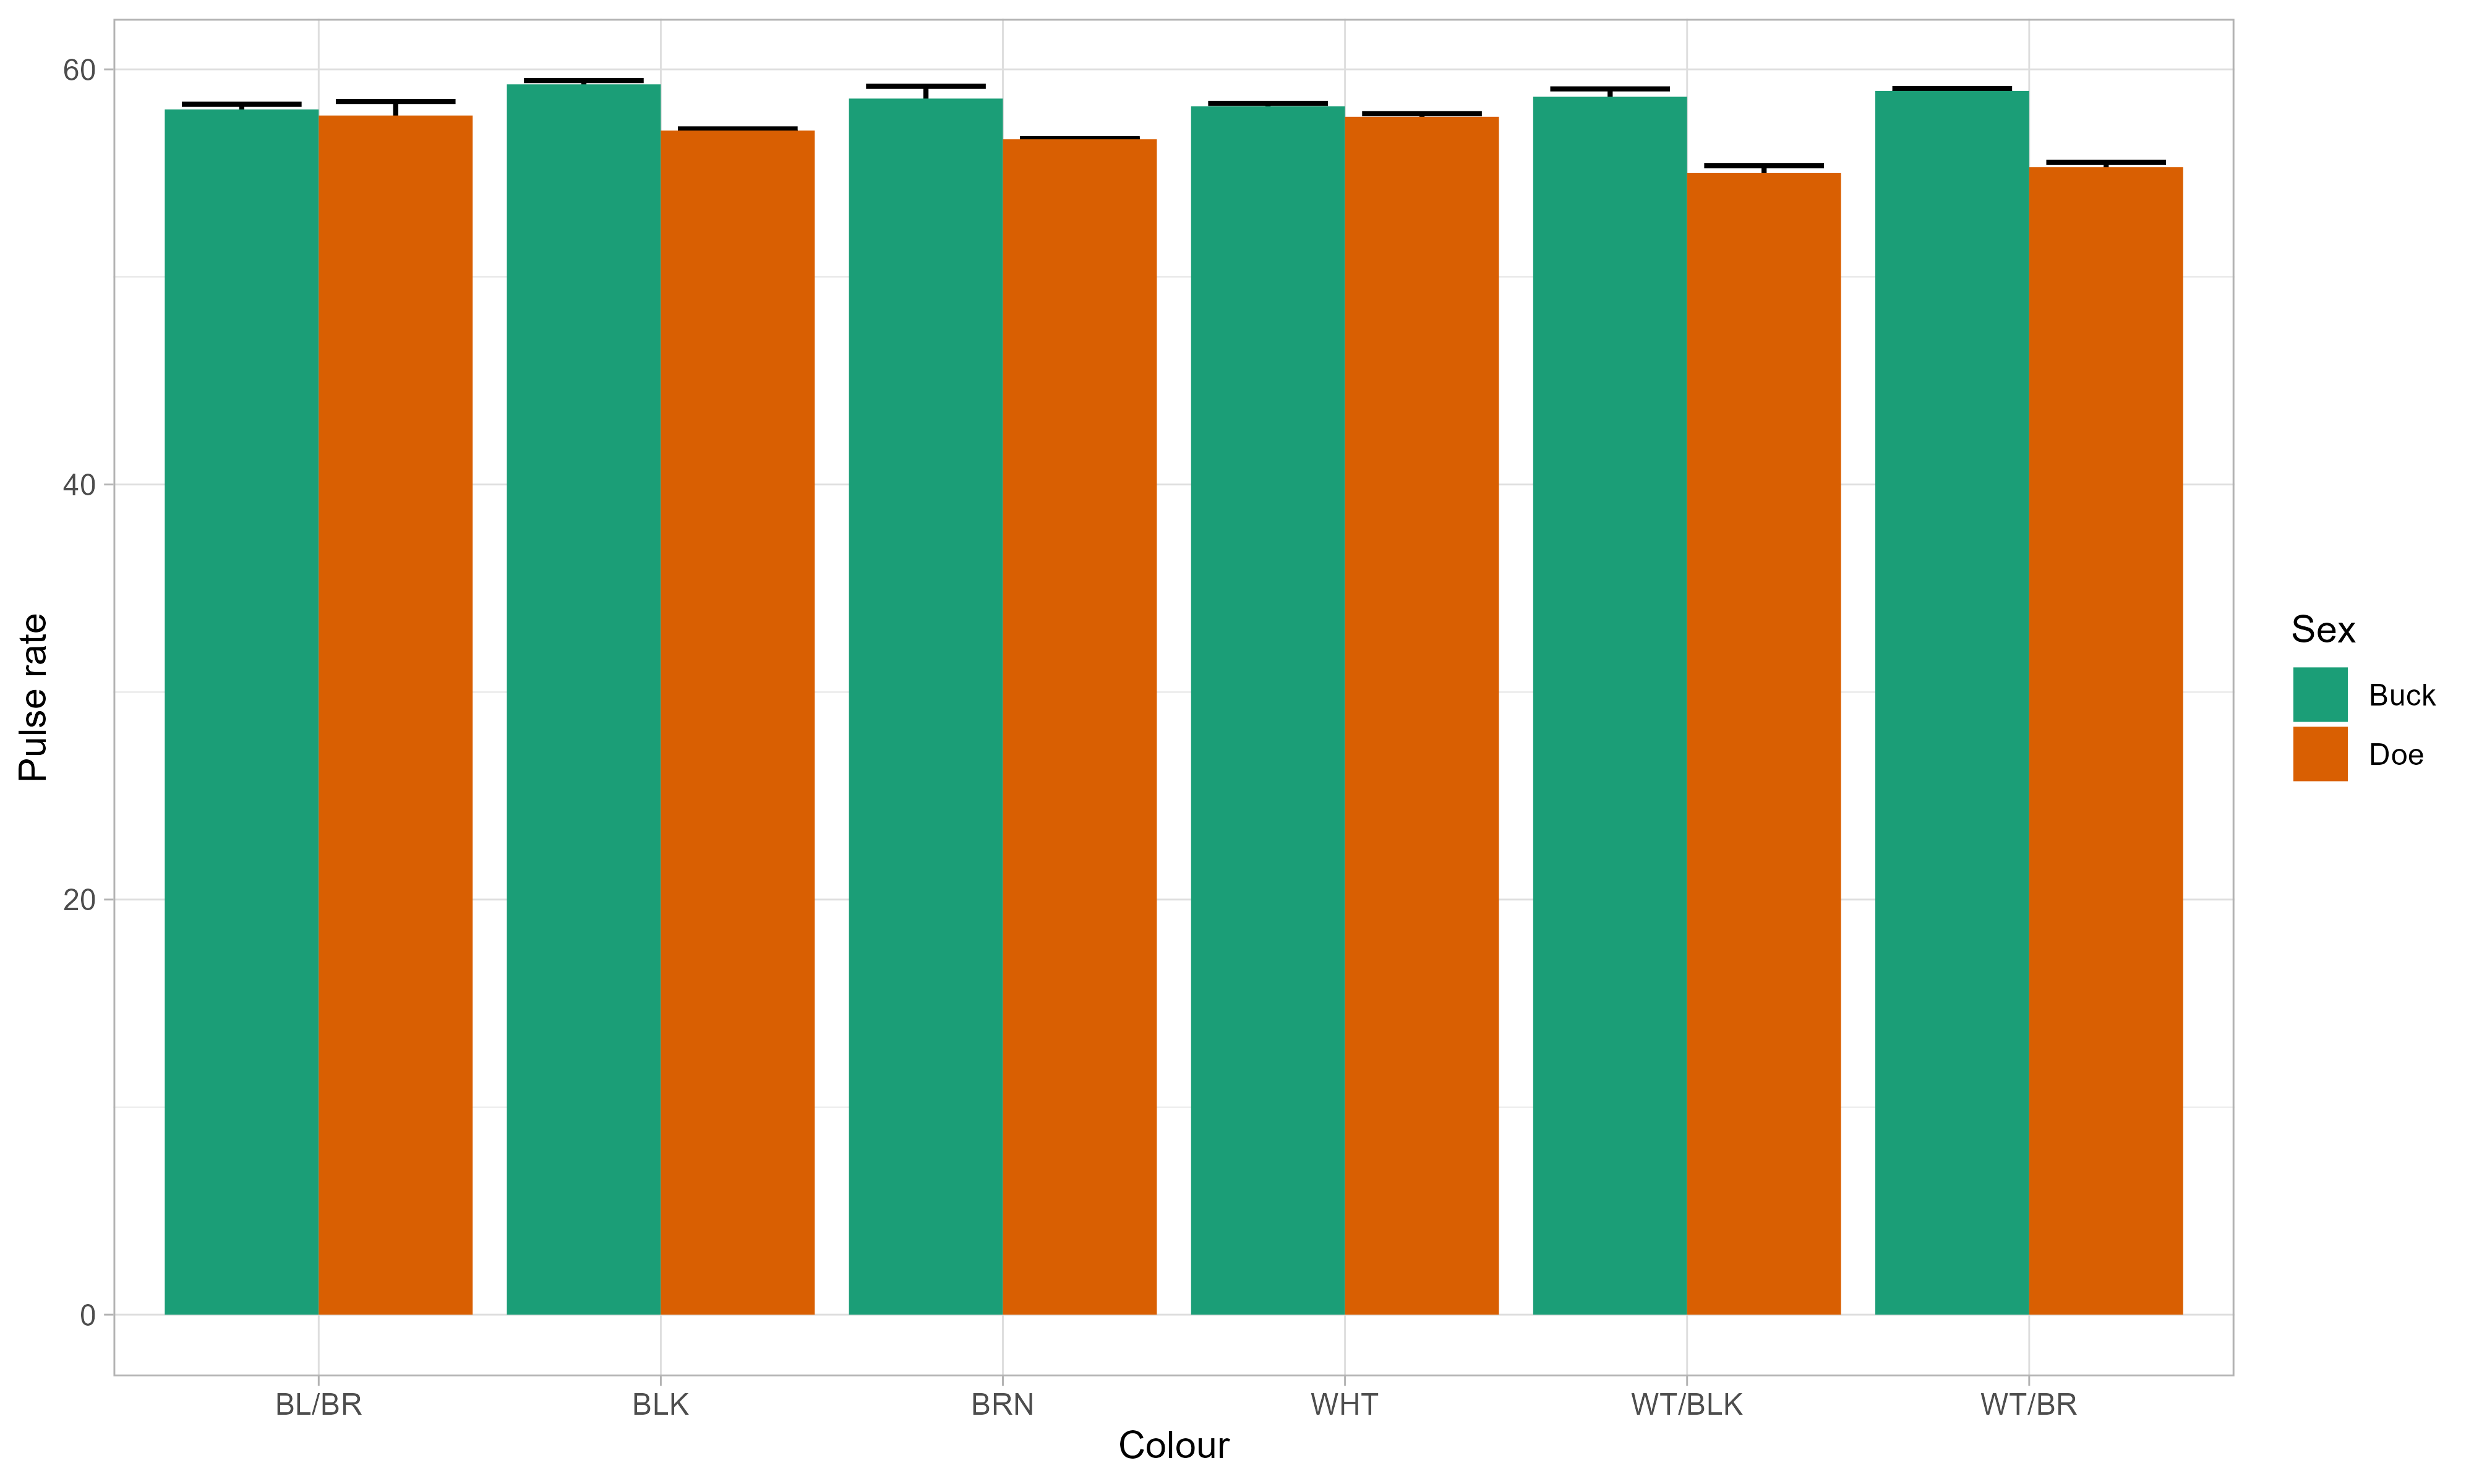 60
40
20
0
Pulse rate
BL/BR
BLK
BRN
WHT
WT/BLK
WT/BR
Colour
Sex
Buck
Doe